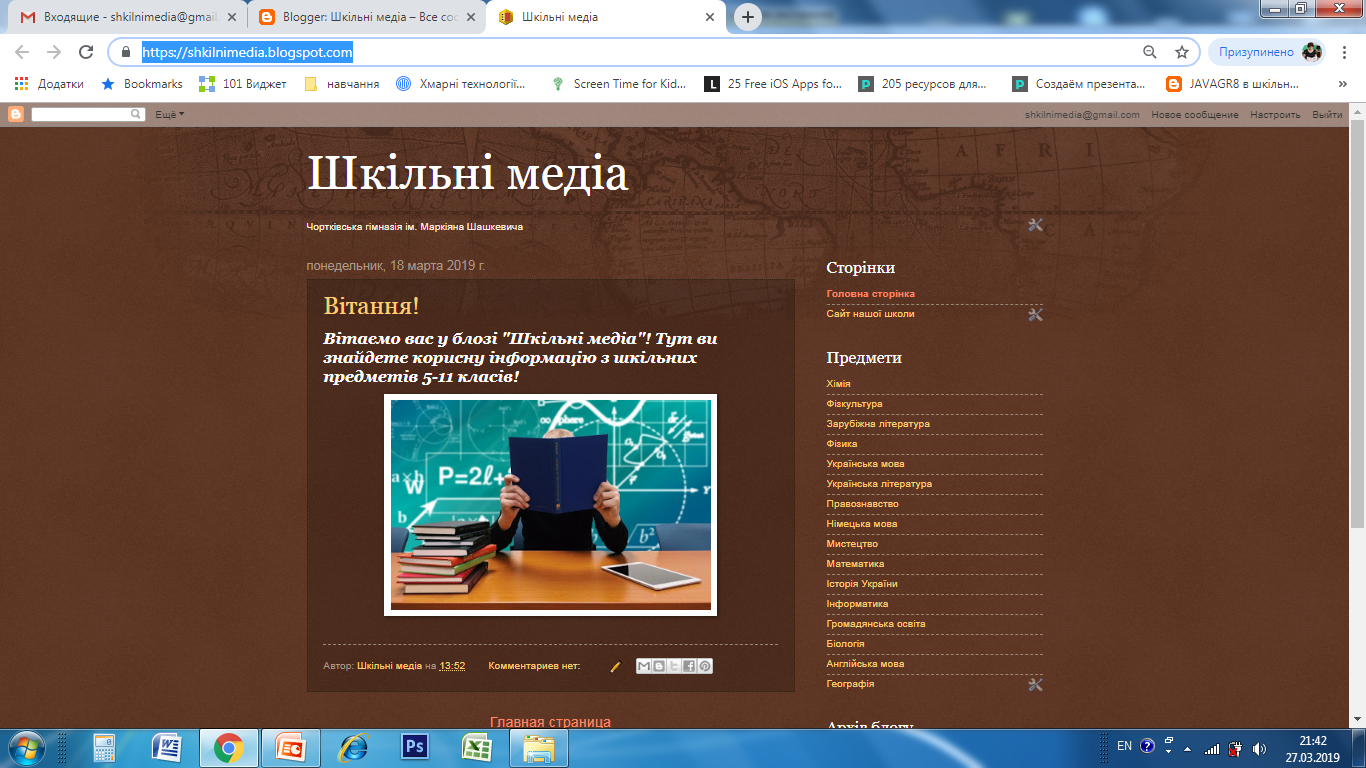 Входящие - shkilnimedia@gmail
Blogger: Шкільні медіа – Все сос
Шкільні медіа
https://shkilnimedia.blogspot.com
Призупинено
Додатки
Bookmarks
101 Виджет
навчання
Хмарні технології...
Screen Time for Kid...
25 Free iOS Apps fo...
205 ресурсов для...
Создаём презента...
JAVAGR8 в шкільн...
»
Ещё
shkilnimedia@gmail.com
Новое сообщение
Настроить
Выйти
A F R I
C A
Шкільні медіа
Чортківська гімназія ім. Маркіяна Шашкевича
понедельник, 18 марта 2019 г.
Вітання!
Вітаємо вас у блозі "Шкільні медіа"! Тут ви
знайдете корисну інформацію з шкільних
предметів 5-11 класів!
∞ sphere
P=2ℓ+
W
b
b²
Автор: Шкільні медіа на 13:52
Комментариев нет:
Главная страница
Сторінки
Головна сторінка
Сайт нашої школи
Предмети
Хімія
Фізкультура
Зарубіжна література
Фізика
Українська мова
Українська література
Правознавство
Німецька мова
Мистецтво
Математика
Історія України
Інформатика
Громадянська освіта
Біологія
Англійська мова
Географія
Архів блогу
EN
21:42
27.03.2019